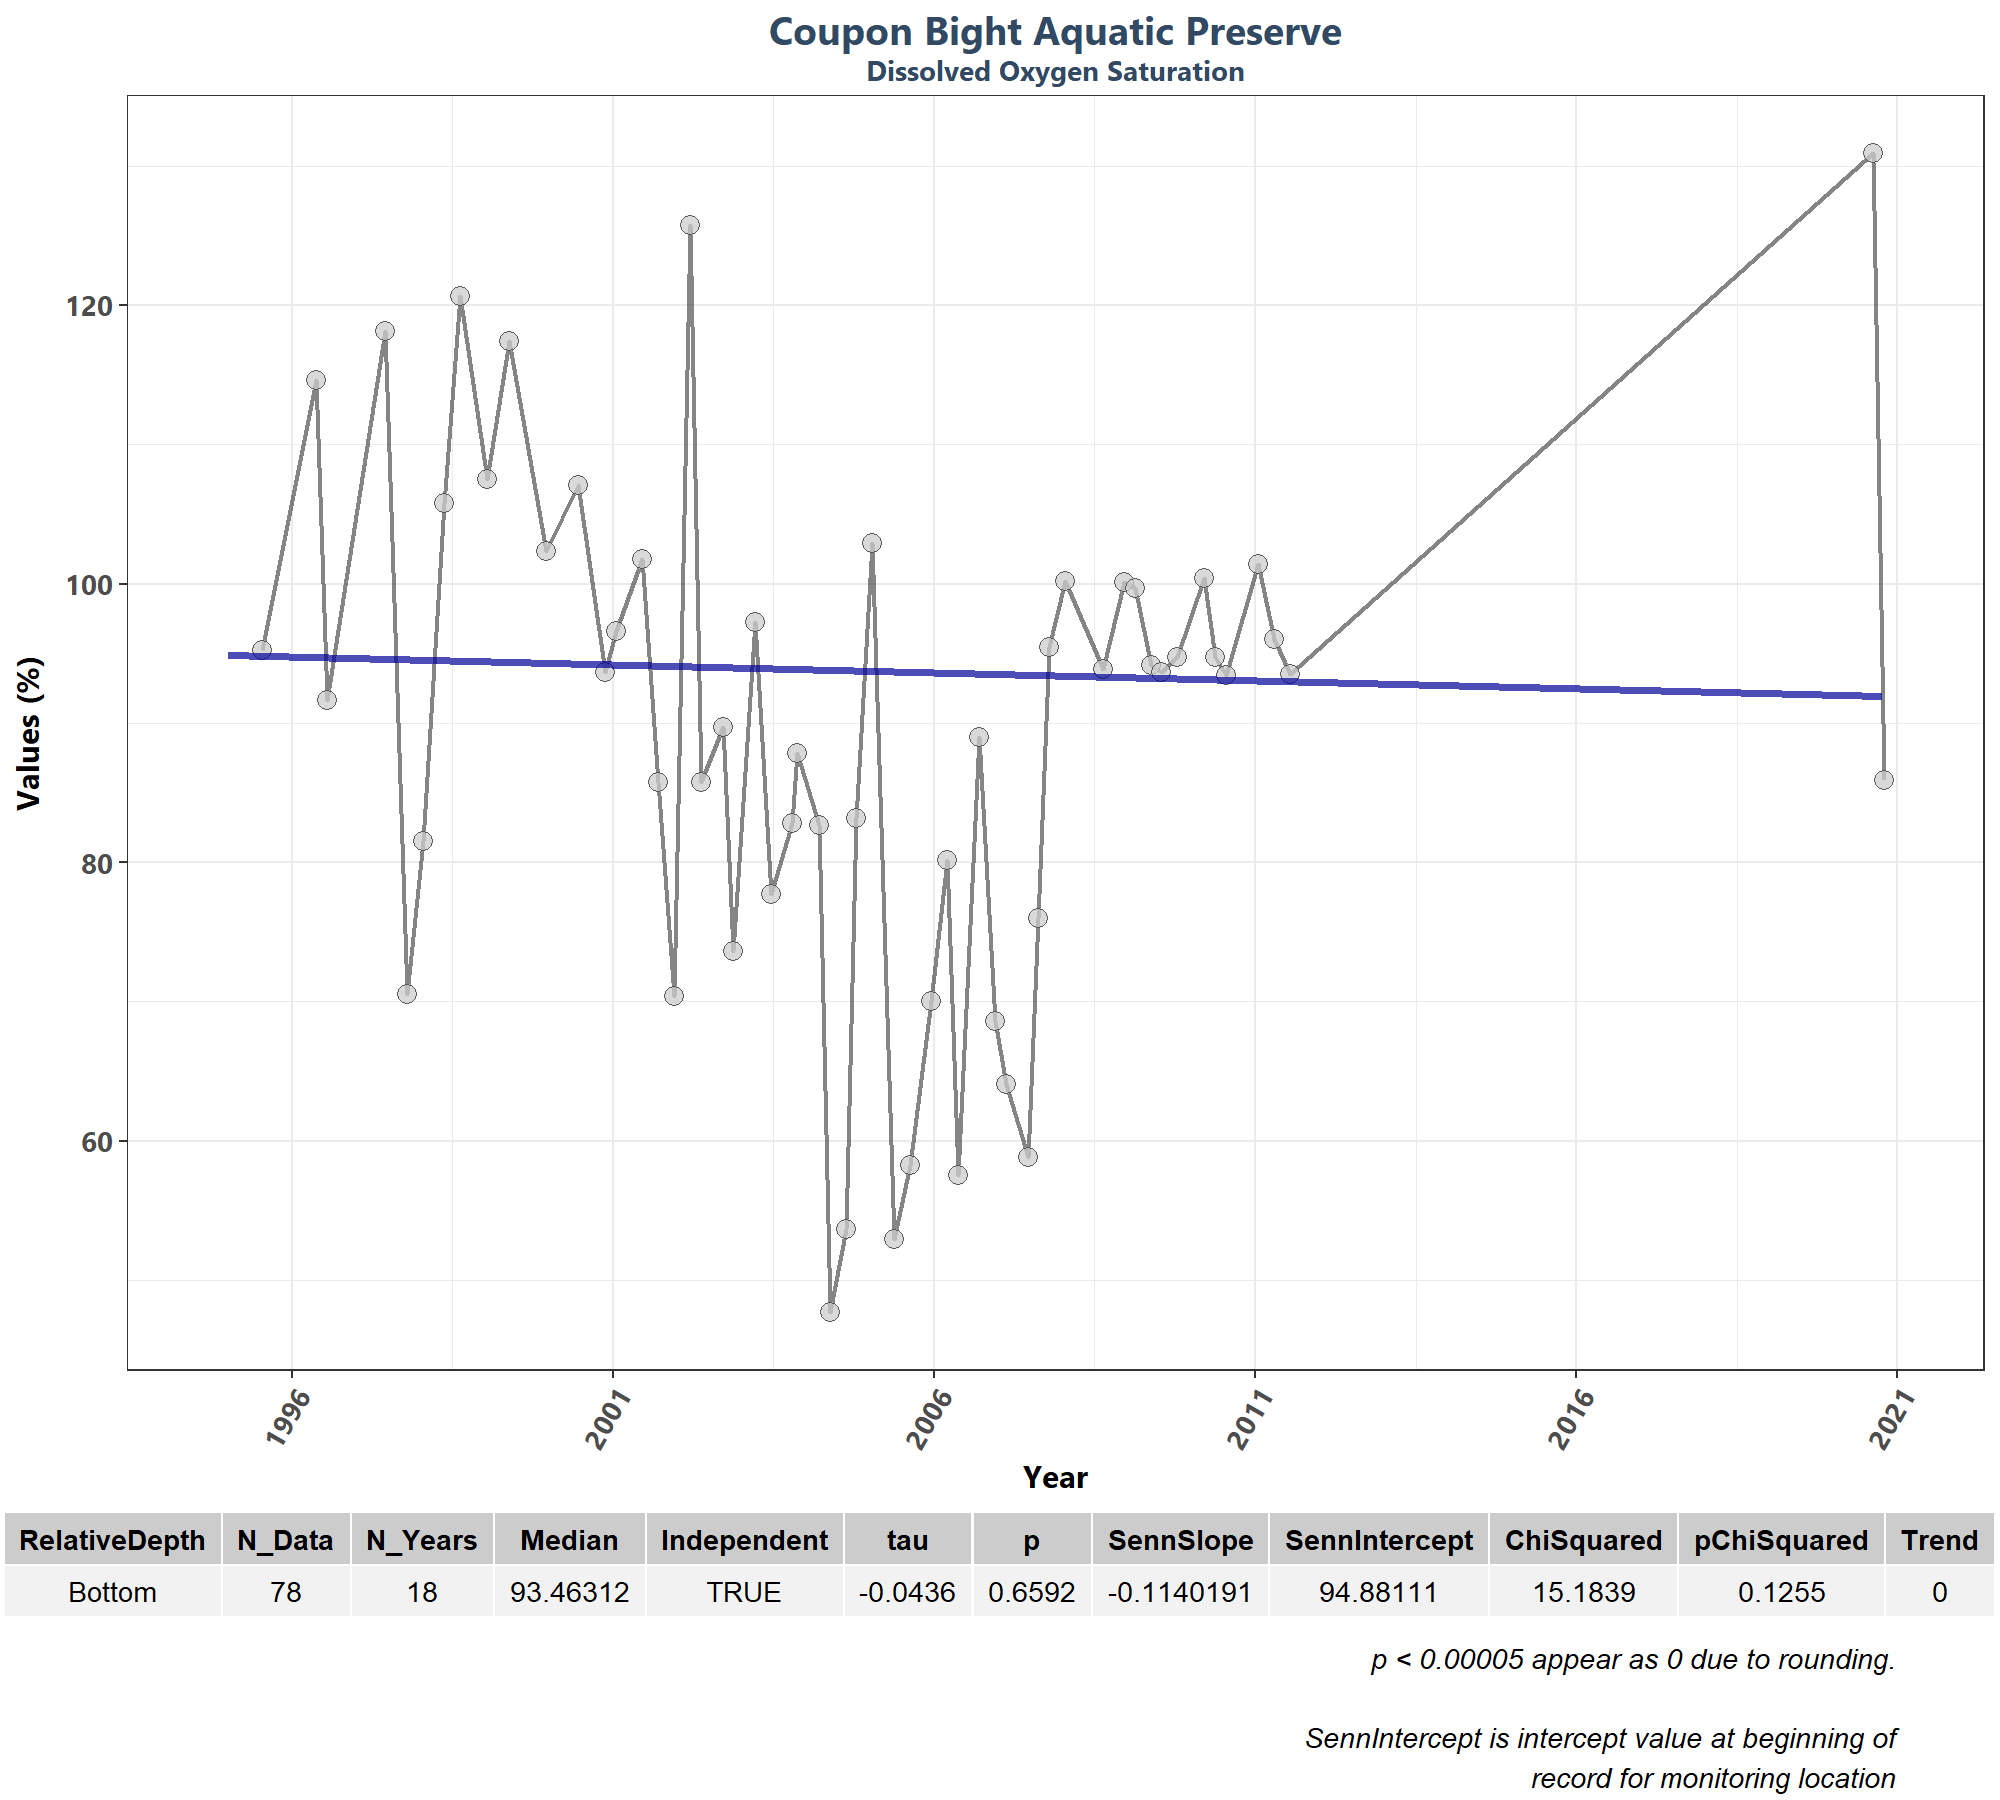 Coupon Bight Aquatic Preserve
Dissolved Oxygen Saturation
Values (%)
120
100
80
60
1996
2001
2006
2011
2016
2021
Year
RelativeDepth N_Data N_Years Median Independent tau p SennSlope SennIntercept ChiSquared pChiSquared Trend
Bottom 78 18 93.46312 TRUE -0.0436 0.6592 -0.1140191 94.88111 15.1839 0.1255 0
p < 0.00005 appear as 0 due to rounding.
SennIntercept is intercept value at beginning of
record for monitoring location